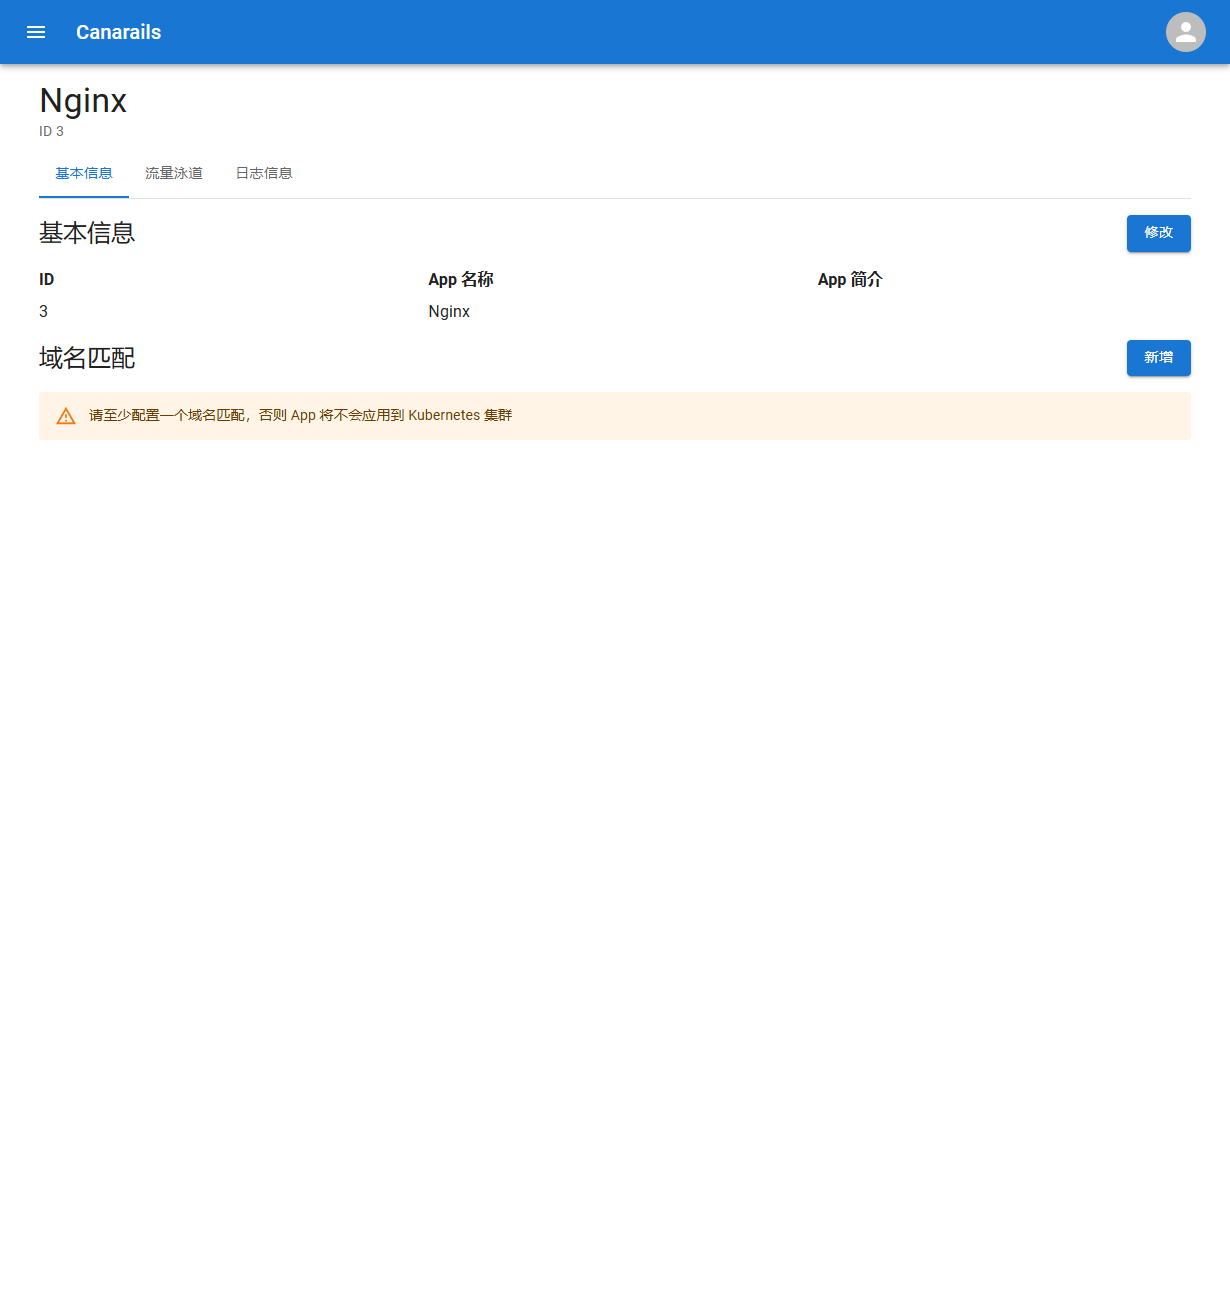 Canarails
Nginx
ID 3
基本信息 流量泳道 日志信息
基本信息 修改
ID App 名称 App 简介
3 Nginx
域名匹配 新增
请至少配置一个域名匹配，否则 App 将不会应用到 Kubernetes 集群